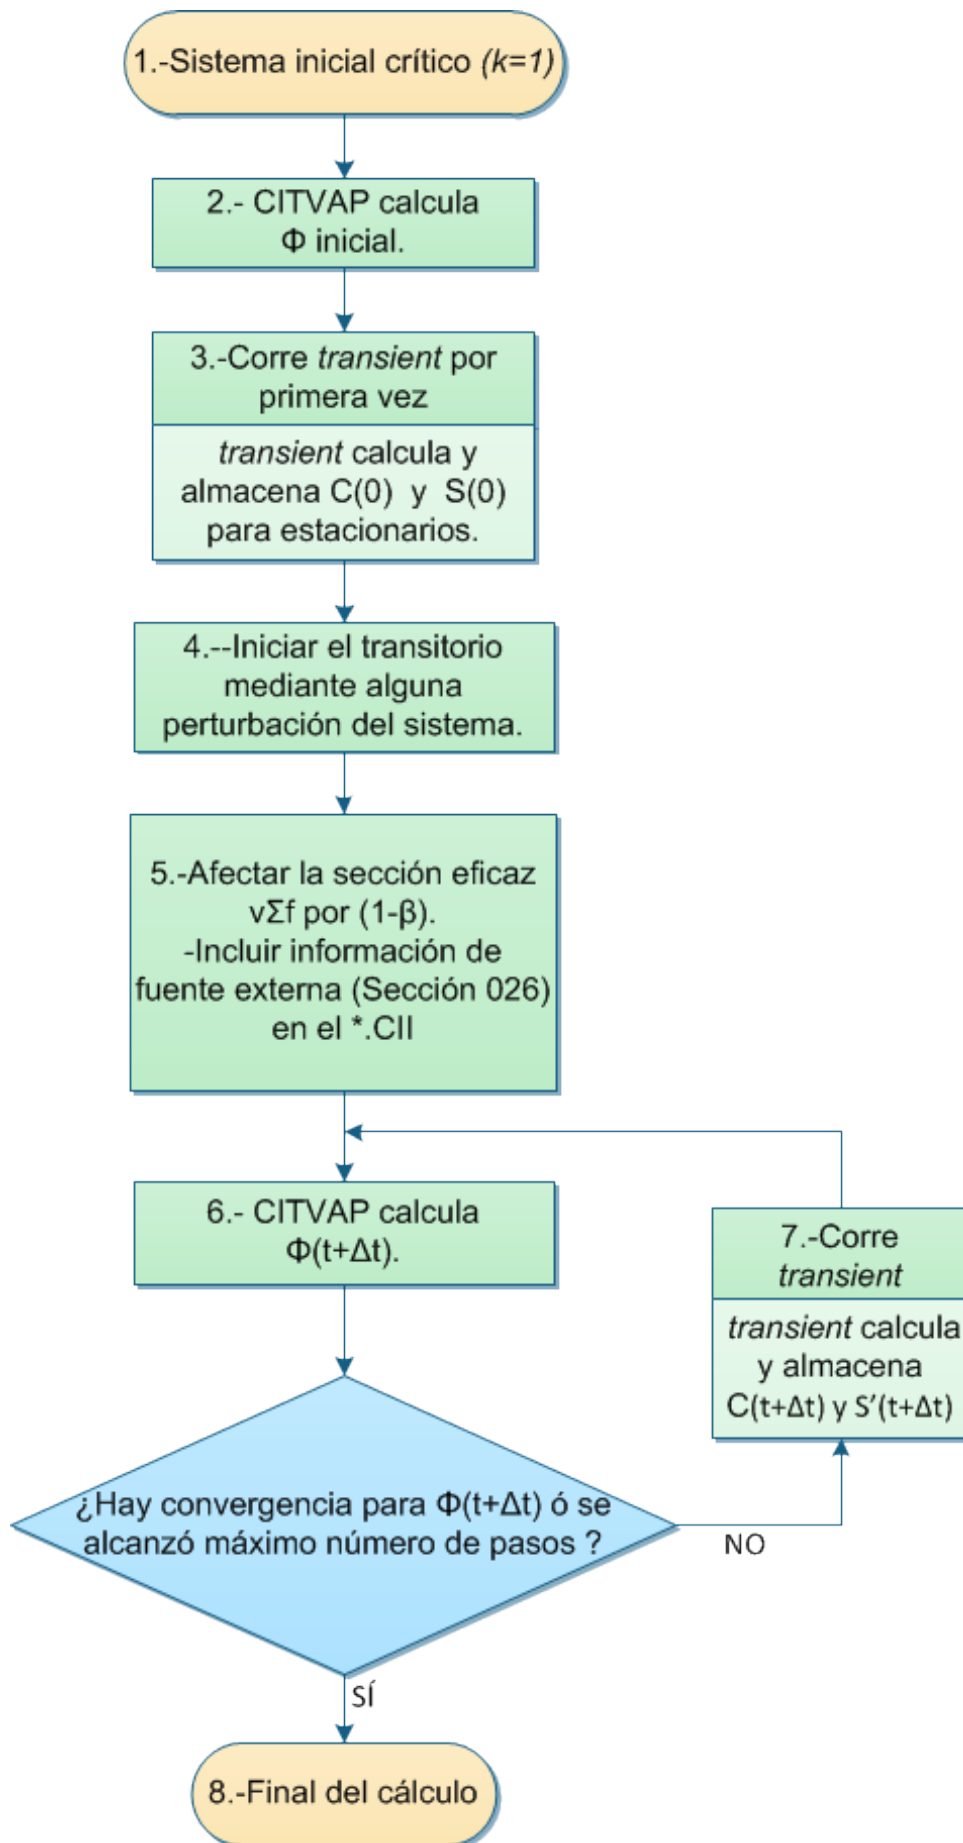 1.-Sistema inicial crítico (k=1)
2.- CITVAP calcula
Φ inicial.
3.-Corre transient por
primera vez
transient calcula y
almacena C(0) y S(0)
para estacionarios.
4.--Iniciar el transitorio
mediante alguna
perturbación del sistema.
5.-Afectar la sección eficaz
νΣf por (1-β).
-Incluir información de
fuente externa (Sección 026)
en el *.CII
6.- CITVAP calcula
Φ(t+Δt).
7.-Corre
transient
transient calcula
y almacena
C(t+Δt) y S’(t+Δt)
¿Hay convergencia para Φ(t+Δt) ó se
alcanzó máximo número de pasos ?
NO
SÍ
8.-Final del cálculo